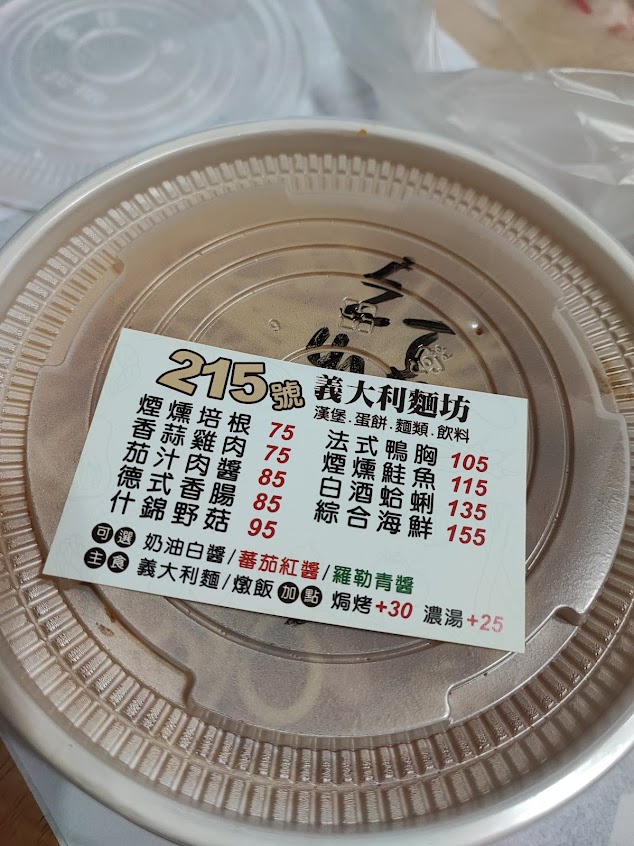 215號 義大利麵坊
漢堡.蛋餅.麵類.飲料
煙燻培根 75
香蒜雞肉 75
茄汁肉醬 85
德式香腸 85
什錦野菇 95
法式鴨胸 105
煙燻鮭魚 115
白酒蛤蜊 135
綜合海鮮 155
可選 奶油白醬/蕃茄紅醬/羅勒青醬
主食 義大利麵/燉飯 加點 焗烤+30 濃湯+25